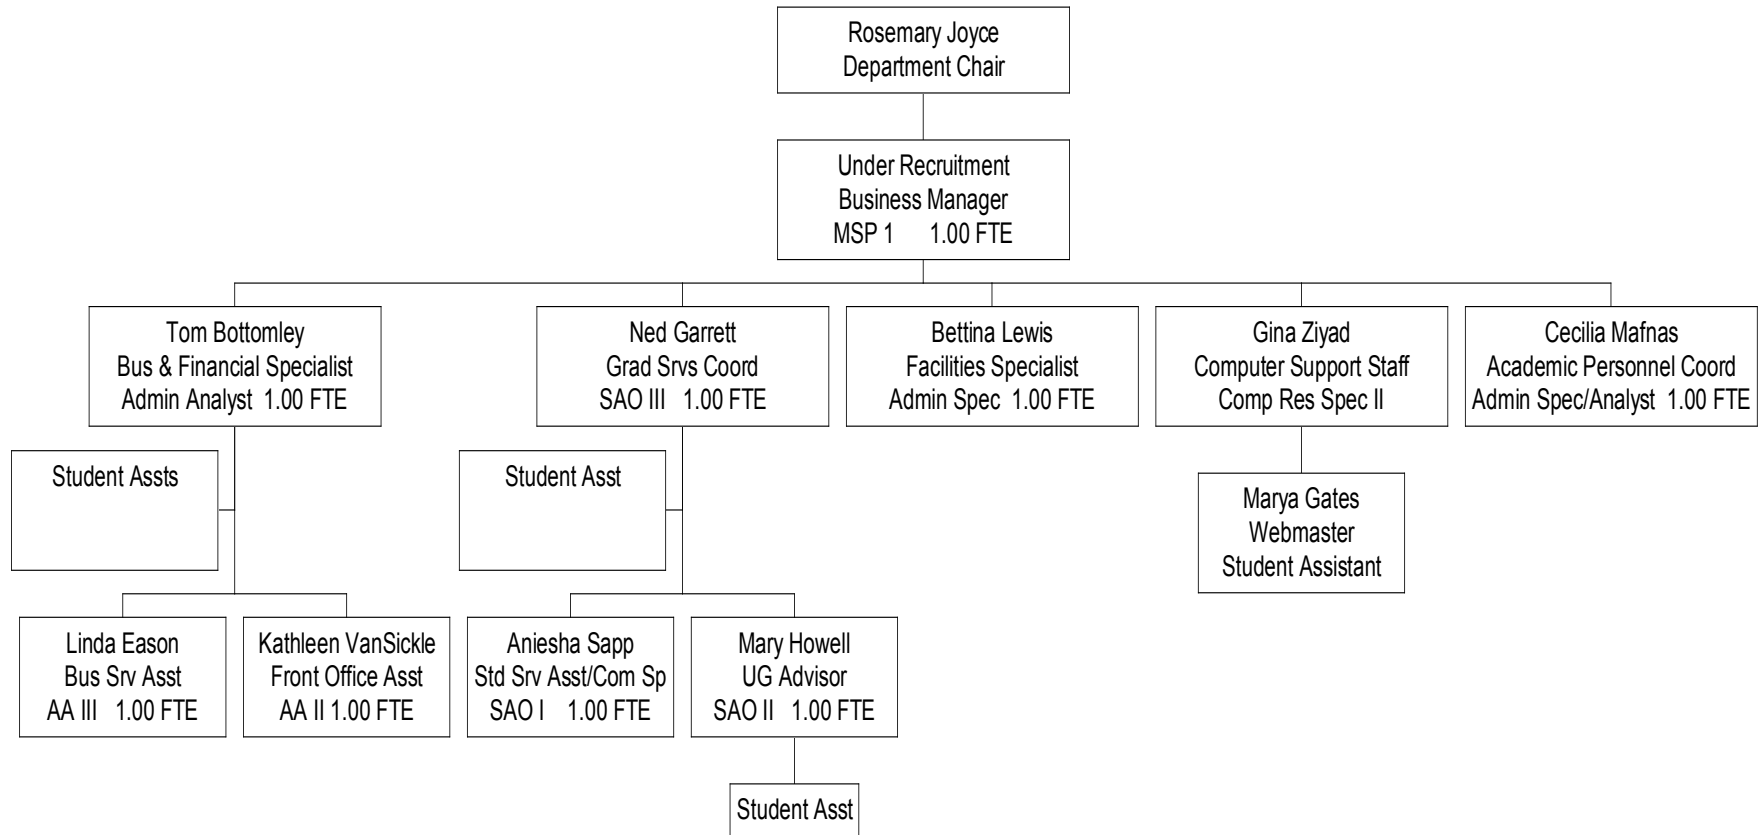 Rosemary Joyce
Department Chair
Under Recruitment
Business Manager
MSP 1 1.00 FTE
Tom Bottomley
Bus & Financial Specialist
Admin Analyst 1.00 FTE
Ned Garrett
Grad Srvs Coord
SAO III 1.00 FTE
Bettina Lewis
Facilities Specialist
Admin Spec 1.00 FTE
Gina Ziyad
Computer Support Staff
Comp Res Spec II
Cecilia Mafnas
Academic Personnel Coord
Admin Spec/Analyst 1.00 FTE
Student Assts
Student Asst
Marya Gates
Webmaster
Student Assistant
Linda Eason
Bus Srv Asst
AA III 1.00 FTE
Kathleen VanSickle
Front Office Asst
AA II 1.00 FTE
Aniesha Sapp
Std Srv Asst/Com Sp
SAO I 1.00 FTE
Mary Howell
UG Advisor
SAO II 1.00 FTE
Student Asst